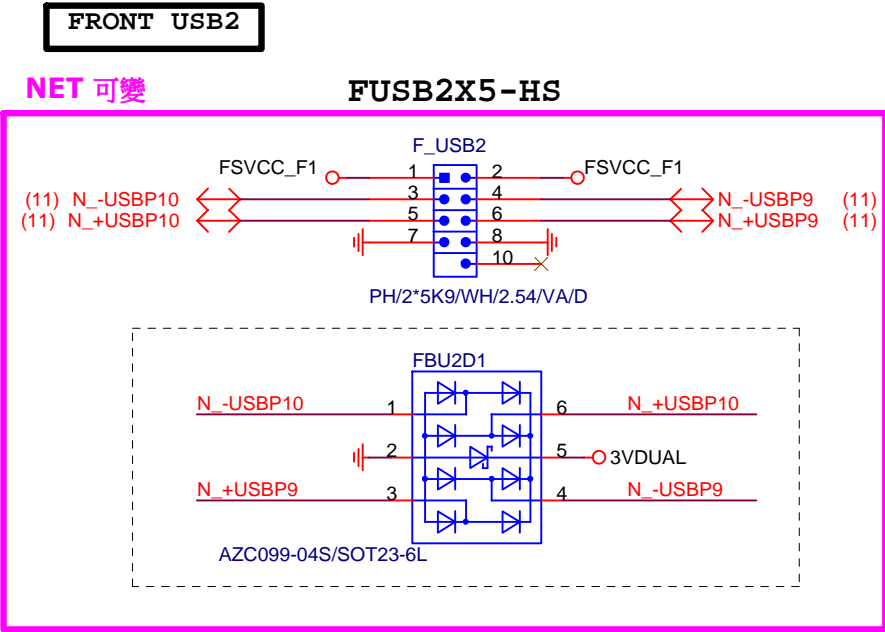 FRONT USB2
NET 可變
FUSB2X5-HS
F_USB2
FSVCC_F1 1 2 FSVCC_F1
(11) N_-USBP10 3 4 N_-USBP9 (11)
(11) N_+USBP10 5 6 N_+USBP9 (11)
7 8
10
PH/2*5K9/WH/2.54/VA/D
FBU2D1
N_-USBP10 1 6 N_+USBP10
2 5 3VDUAL
N_+USBP9 3 4 N_-USBP9
AZC099-04S/SOT23-6L